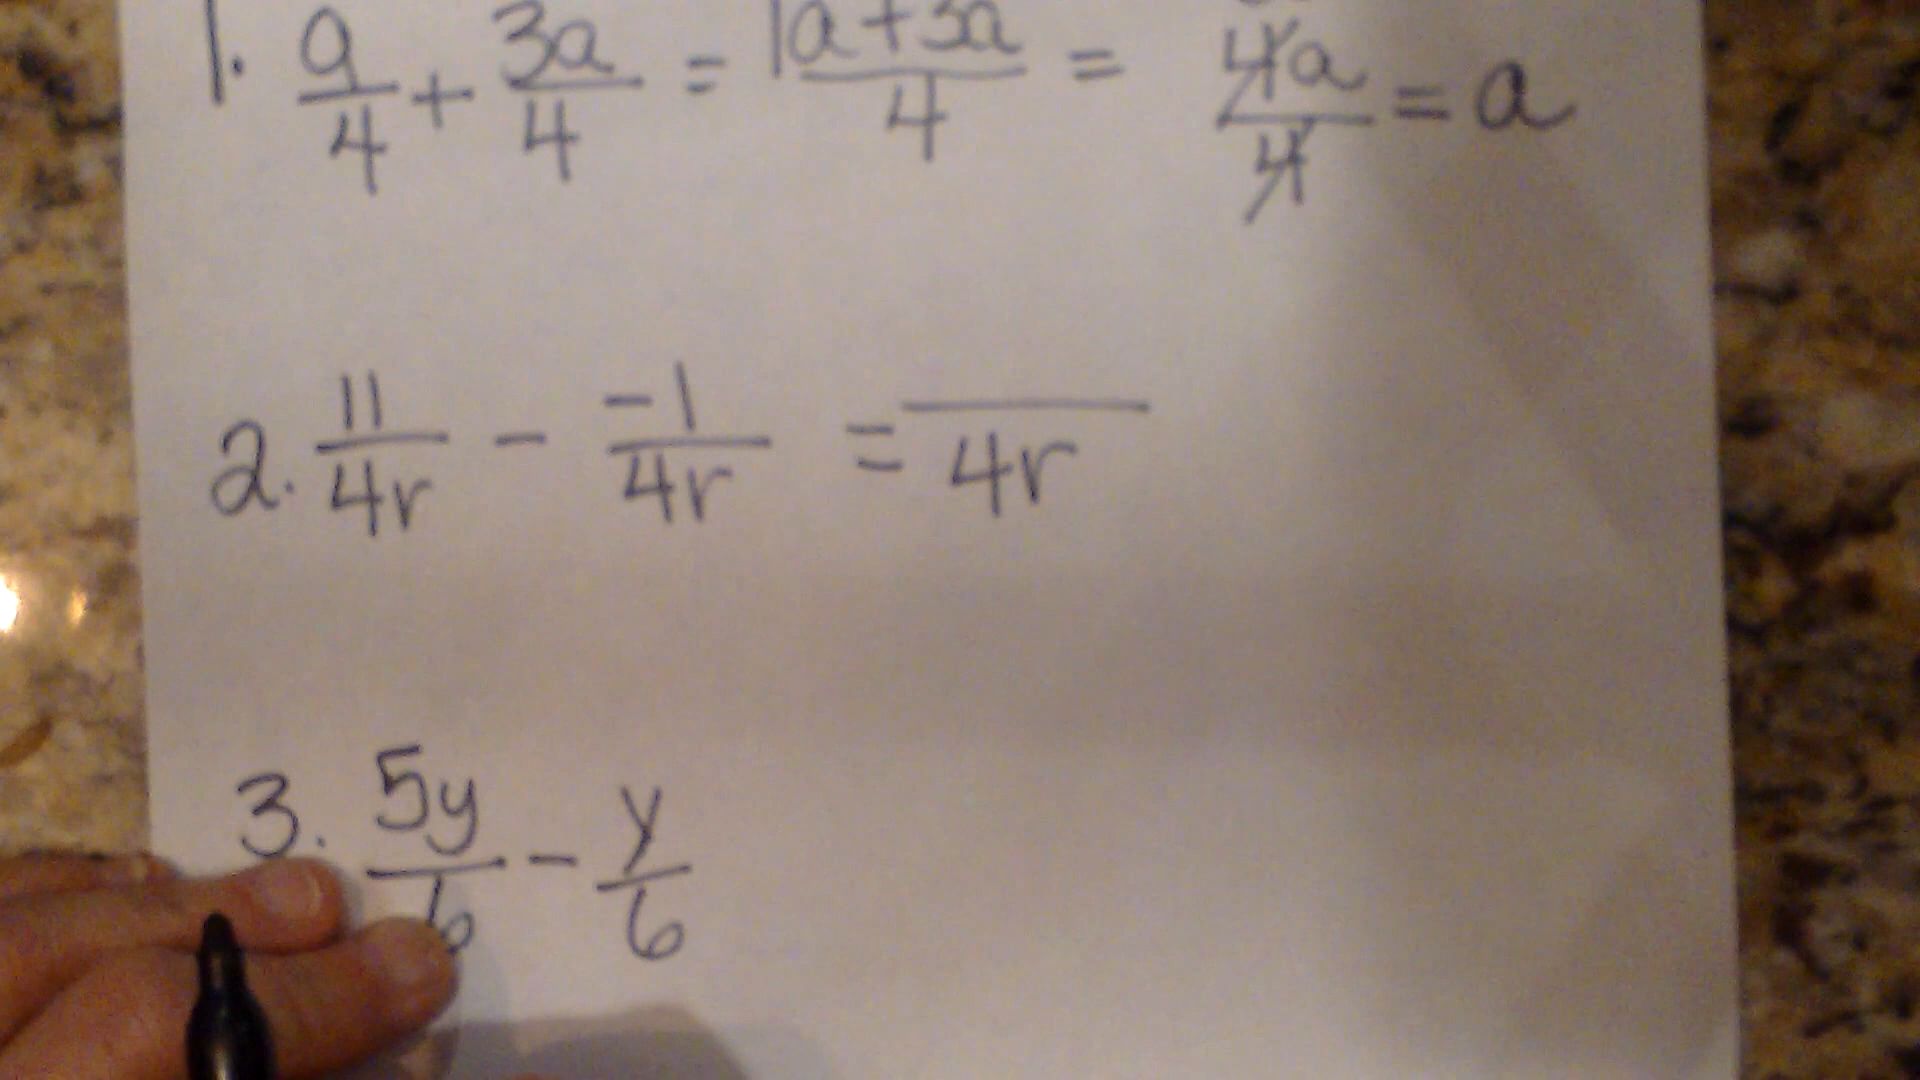 1. a/4 + 3a/4 = 1a+3a/4 = 4a/4 = a
2. 11/4r - -1/4r = /4r
3. 5y/6 - y/6